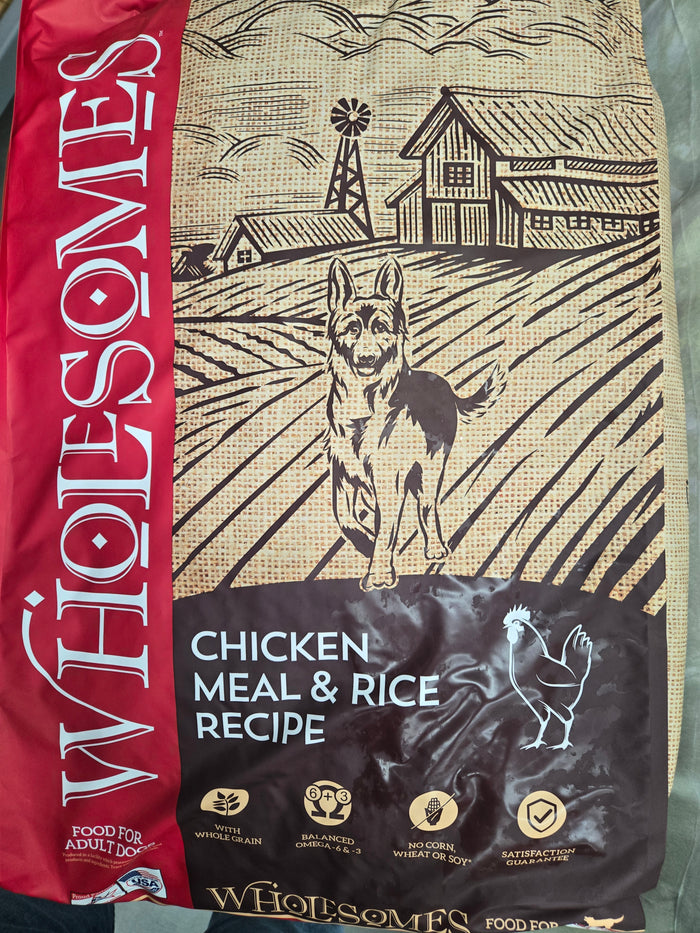 WHOLESOMES™
CHICKEN
MEAL & RICE
RECIPE
WITH
WHOLE GRAIN
6 + 3
BALANCED
OMEGA-6 & -3
NO CORN,
WHEAT OR SOY*
SATISFACTION
GUARANTEE
FOOD FOR
ADULT DOGS
USA
WHOLESOMES
FOOD FOR